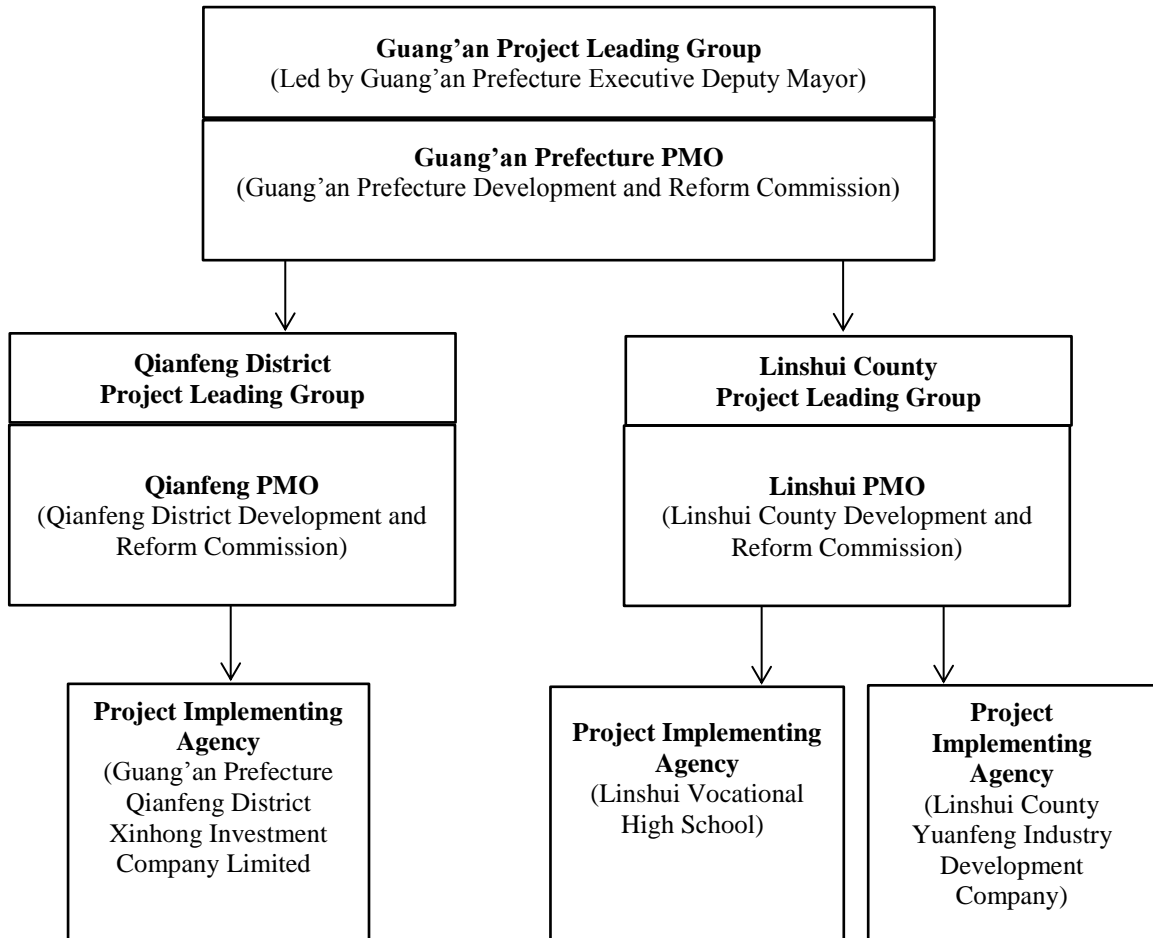 Guang’an Project Leading Group
(Led by Guang’an Prefecture Executive Deputy Mayor)
Guang’an Prefecture PMO
(Guang’an Prefecture Development and Reform Commission)
Qianfeng District
Project Leading Group
Qianfeng PMO
(Qianfeng District Development and
Reform Commission)
Linshui County
Project Leading Group
Linshui PMO
(Linshui County Development and
Reform Commission)
Project Implementing
Agency
(Guang’an Prefecture
Qianfeng District
Xinhong Investment
Company Limited
Project Implementing
Agency
(Linshui Vocational
High School)
Project
Implementing
Agency
(Linshui County
Yuanfeng Industry
Development
Company)